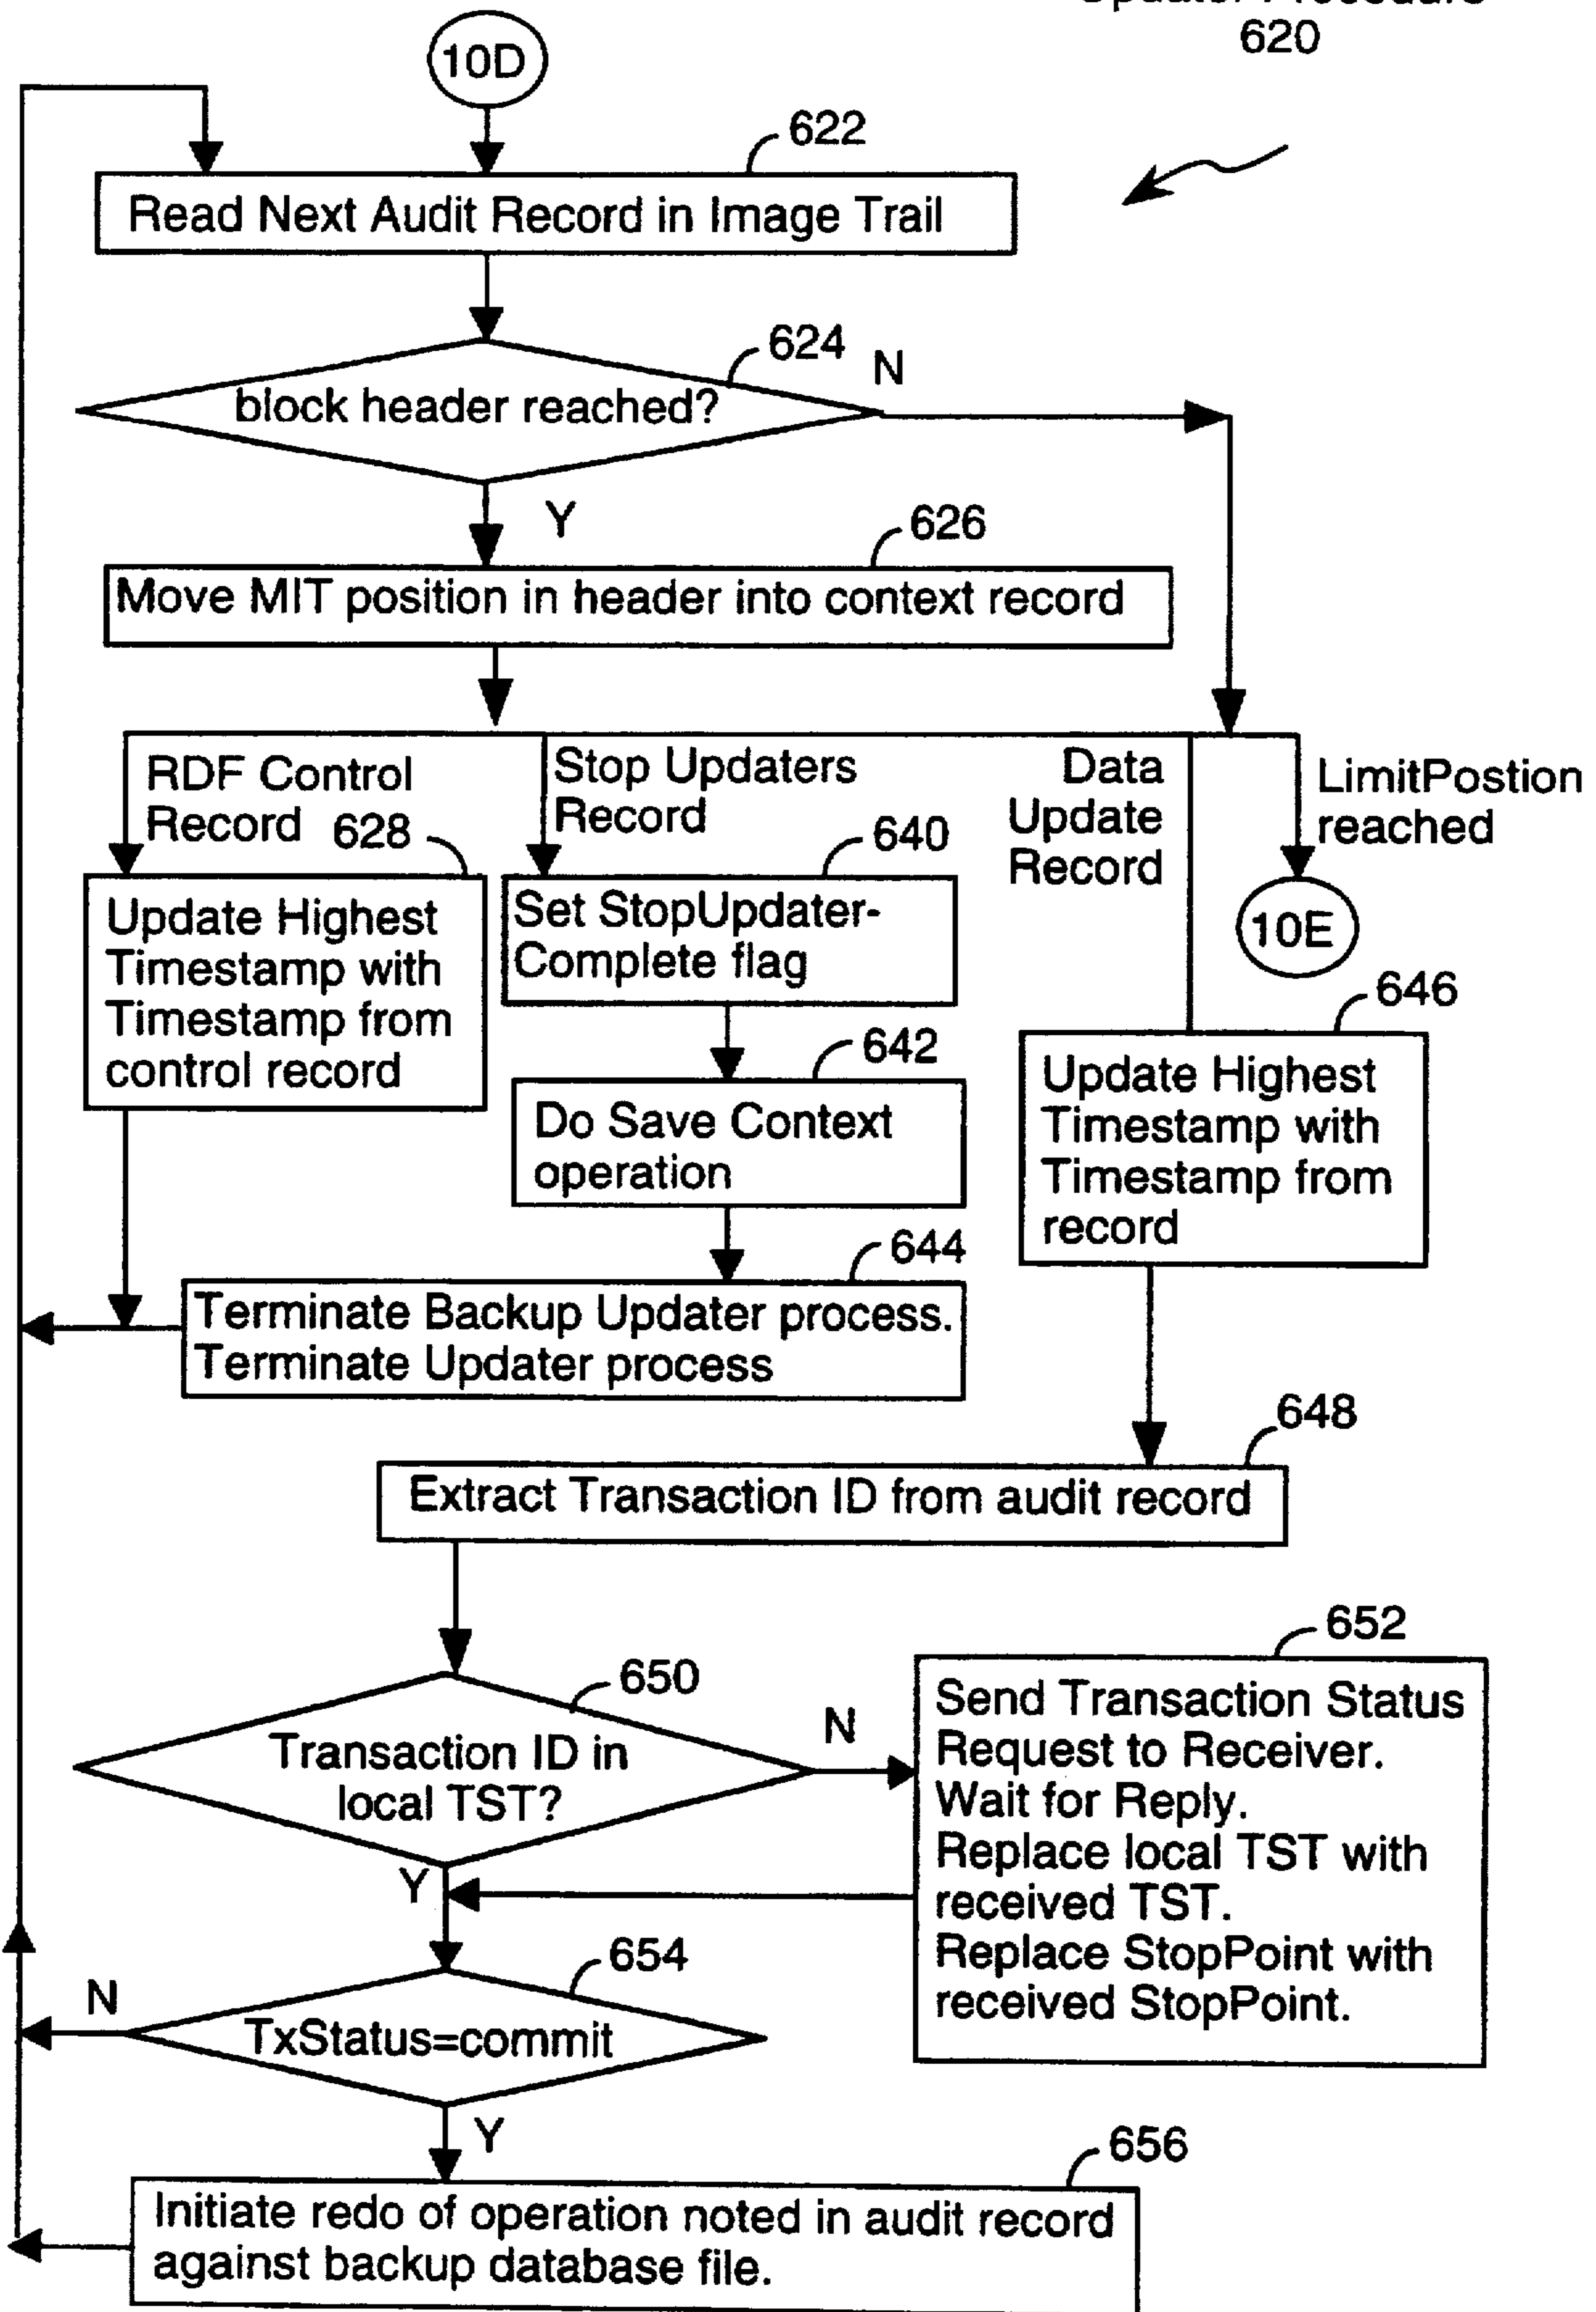 620
10D
622
Read Next Audit Record in Image Trail
624
N
block header reached?
Y
626
Move MIT position in header into context record
RDF Control
Record
628
Stop Updaters
Record
640
Data
Update
Record
LimitPostion
reached
Update Highest
Timestamp with
Timestamp from
control record
Set StopUpdater-
Complete flag
10E
646
642
Do Save Context
operation
Update Highest
Timestamp with
Timestamp from
record
644
Terminate Backup Updater process.
Terminate Updater process
648
Extract Transaction ID from audit record
650
Transaction ID in
local TST?
N
652
Send Transaction Status
Request to Receiver.
Wait for Reply.
Replace local TST with
received TST.
Replace StopPoint with
received StopPoint.
Y
654
N
TxStatus=commit
Y
656
Initiate redo of operation noted in audit record
against backup database file.